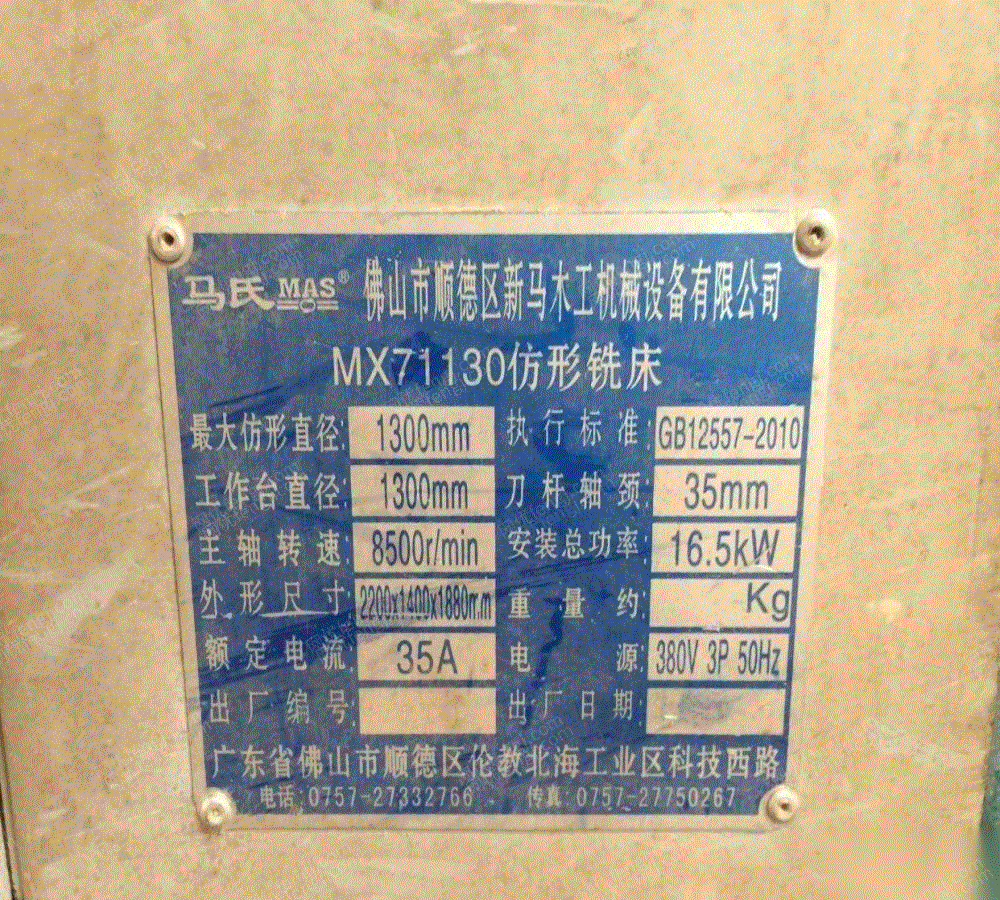 马氏 MAS® 佛山市顺德区新马木工机械设备有限公司
MX71130仿形铣床
最大仿形直径: 1300mm 执行标准: GB12557-2010
工作台直径: 1300mm 刀杆轴颈: 35mm
主轴转速: 8500r/min 安装总功率: 16.5kW
外形尺寸: 2200x1400x1880mm 重量约: Kg
额定电流: 35A 电源: 380V 3P 50Hz
出厂编号: 出厂日期:
广东省佛山市顺德区伦教北海工业区科技西路
电话:0757-27332766 传真:0757-27750267